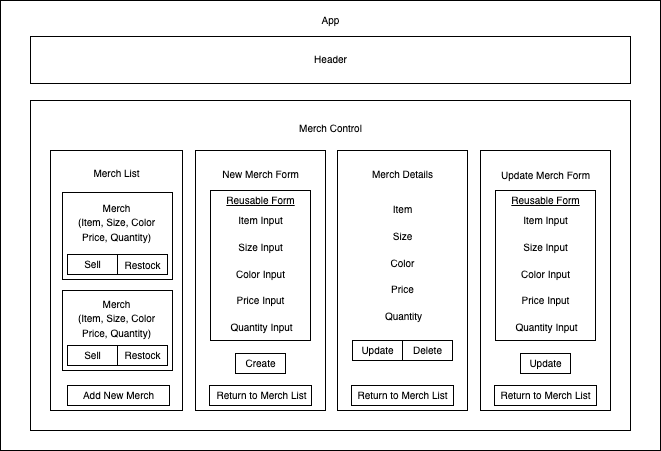 App
Header
Merch Control
Merch List
Merch
(Item, Size, Color
Price, Quantity)
Sell
Restock
Merch
(Item, Size, Color
Price, Quantity)
Sell
Restock
Add New Merch
New Merch Form
Reusable Form
Item Input
Size Input
Color Input
Price Input
Quantity Input
Create
Return to Merch List
Merch Details
Item
Size
Color
Price
Quantity
Update
Delete
Return to Merch List
Update Merch Form
Reusable Form
Item Input
Size Input
Color Input
Price Input
Quantity Input
Update
Return to Merch List